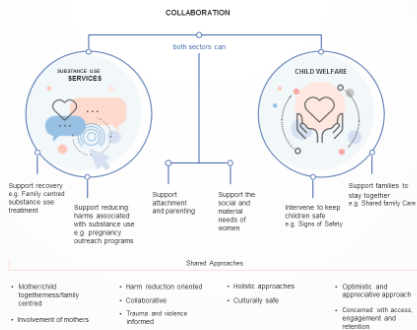 COLLABORATION
both sectors can
SUBSTANCE USE
SERVICES
CHILD WELFARE
Support recovery
e.g. Family centred
substance use
treatment
Support reducing
harms associated
with substance use
e.g. pregnancy
outreach programs
Support
attachment
and parenting
Support the
social and
material
needs of
women
Intervene to keep
children safe
e.g. Signs of Safety
Support families to
stay together
e.g. Shared family Care
Shared Approaches
• Mother/child
togetherness/family
centred
• Involvement of mothers
• Harm reduction oriented
• Collaborative
• Trauma and violence
informed
• Holistic approaches
• Culturally safe
• Optimistic and
appreciative approach
• Concerned with access,
engagement and
retention